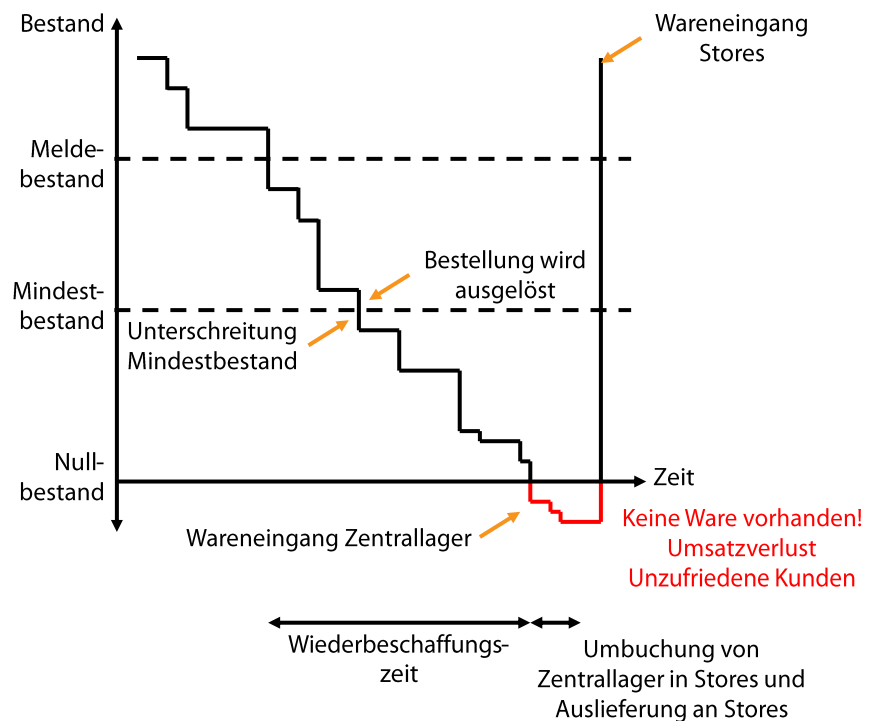 Bestand
Wareneingang
Stores
Melde-
bestand
Bestellung wird
ausgelöst
Mindest-
bestand
Unterschreitung
Mindestbestand
Null-
bestand
Zeit
Wareneingang Zentrallager
Keine Ware vorhanden!
Umsatzverlust
Unzufriedene Kunden
Wiederbeschaffungs-
zeit
Umbuchung von
Zentrallager in Stores und
Auslieferung an Stores